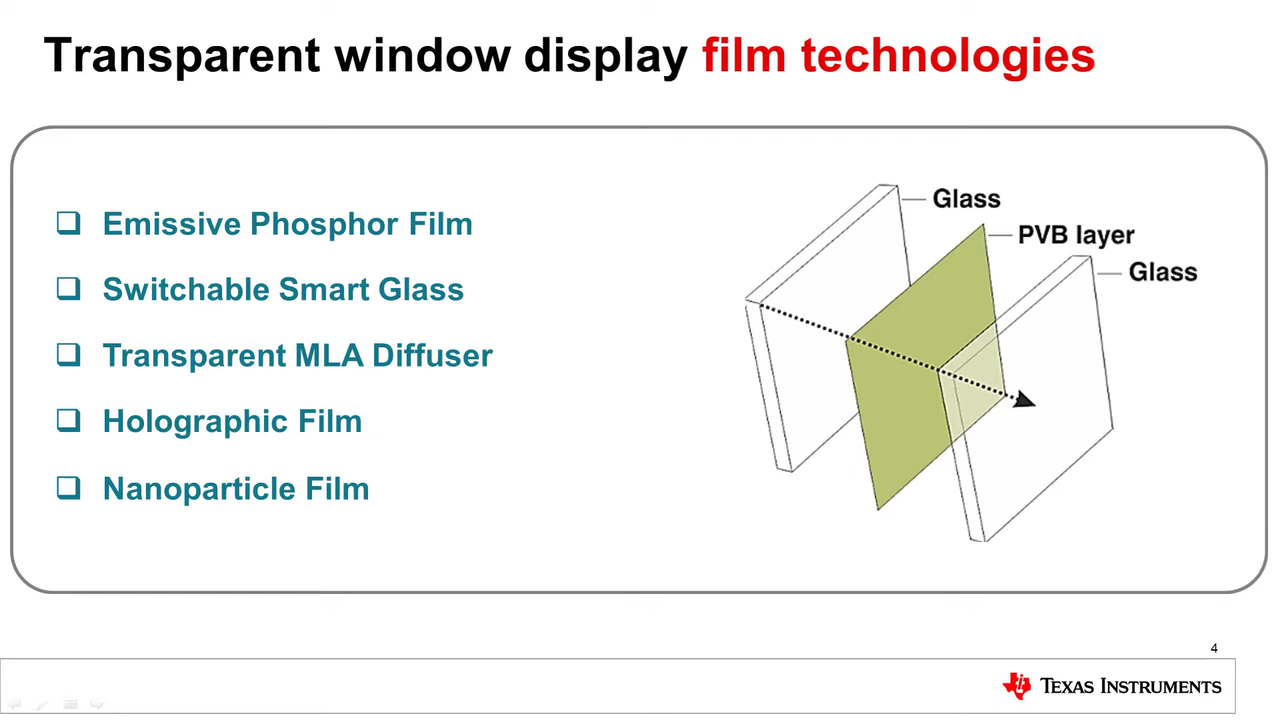 Transparent window display film technologies
Emissive Phosphor Film
Switchable Smart Glass
Transparent MLA Diffuser
Holographic Film
Nanoparticle Film
Glass
PVB layer
Glass
4
TEXAS INSTRUMENTS